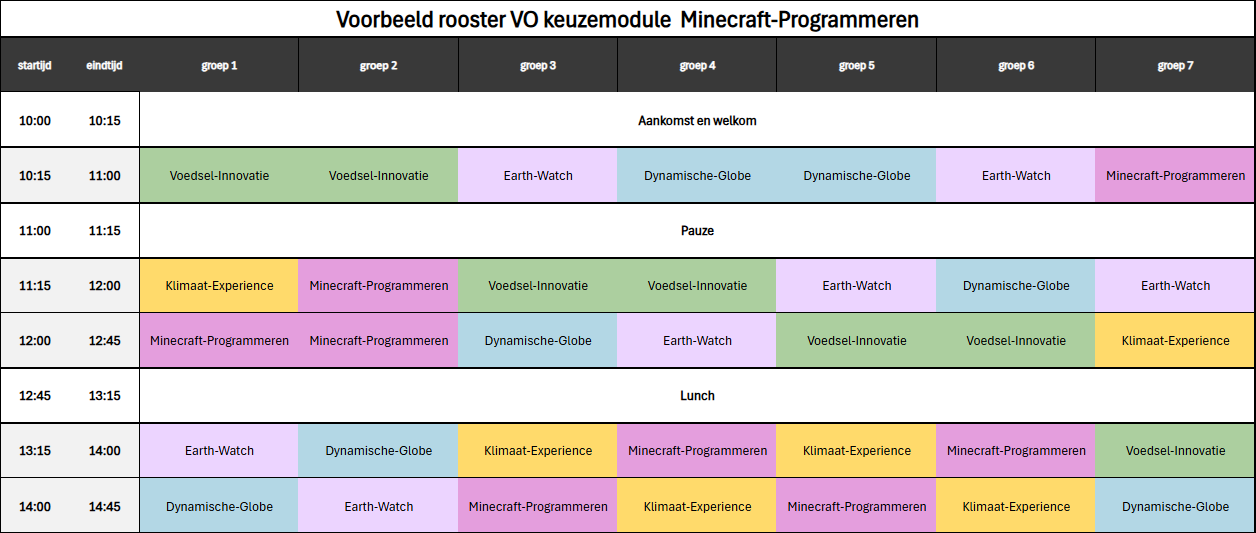 Voorbeeld rooster VO keuzemodule Minecraft-Programmeren
startijd eindtijd groep 1 groep 2 groep 3 groep 4 groep 5 groep 6 groep 7
10:00 10:15 Aankomst en welkom
10:15 11:00 Voedsel-Innovatie Voedsel-Innovatie Earth-Watch Dynamische-Globe Dynamische-Globe Earth-Watch Minecraft-Programmeren
11:00 11:15 Pauze
11:15 12:00 Klimaat-Experience Minecraft-Programmeren Voedsel-Innovatie Voedsel-Innovatie Earth-Watch Dynamische-Globe Earth-Watch
12:00 12:45 Minecraft-Programmeren Minecraft-Programmeren Dynamische-Globe Earth-Watch Voedsel-Innovatie Voedsel-Innovatie Klimaat-Experience
12:45 13:15 Lunch
13:15 14:00 Earth-Watch Dynamische-Globe Klimaat-Experience Minecraft-Programmeren Klimaat-Experience Minecraft-Programmeren Voedsel-Innovatie
14:00 14:45 Dynamische-Globe Earth-Watch Minecraft-Programmeren Klimaat-Experience Minecraft-Programmeren Klimaat-Experience Dynamische-Globe